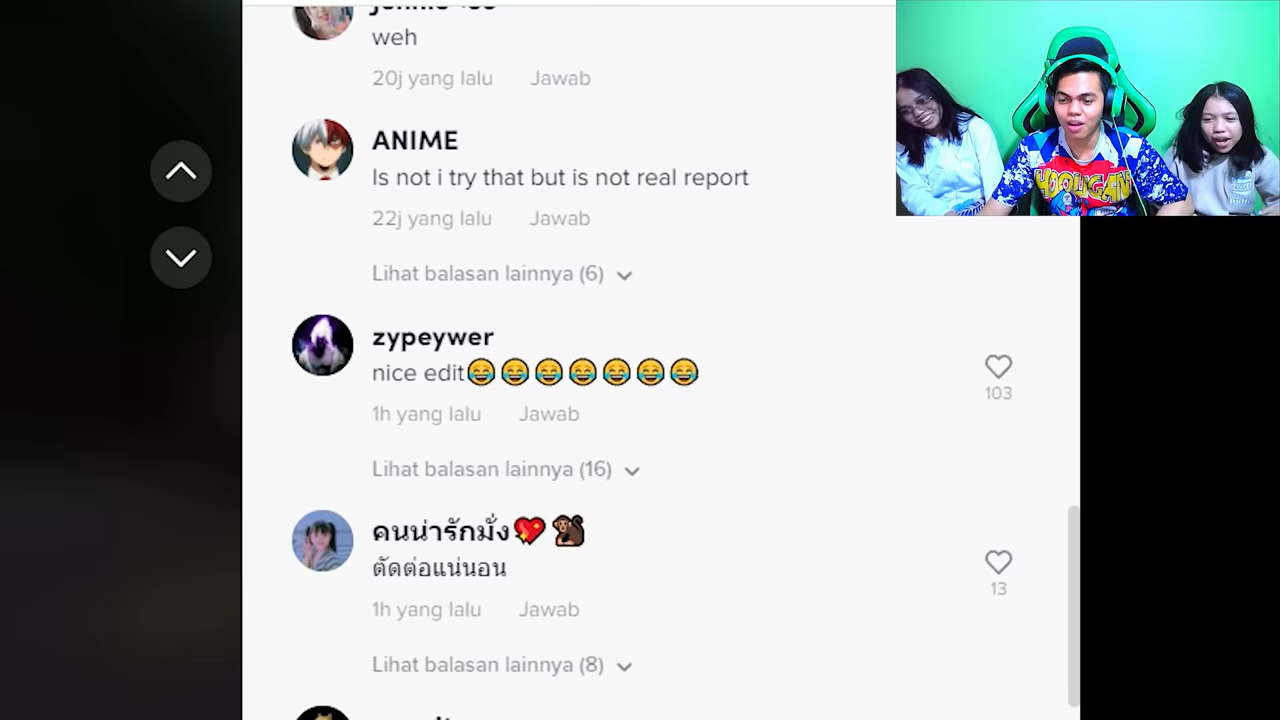 weh
20j yang lalu Jawab
ANIME
Is not i try that but is not real report
22j yang lalu Jawab
Lihat balasan lainnya (6)
zypeywer
nice edit😂😂😂😂😂😂😂
103
1h yang lalu Jawab
Lihat balasan lainnya (16)
คนน่ารักมั่ง💖🐒
ตัดต่อแน่นอน
13
1h yang lalu Jawab
Lihat balasan lainnya (8)
HOOLIGAN